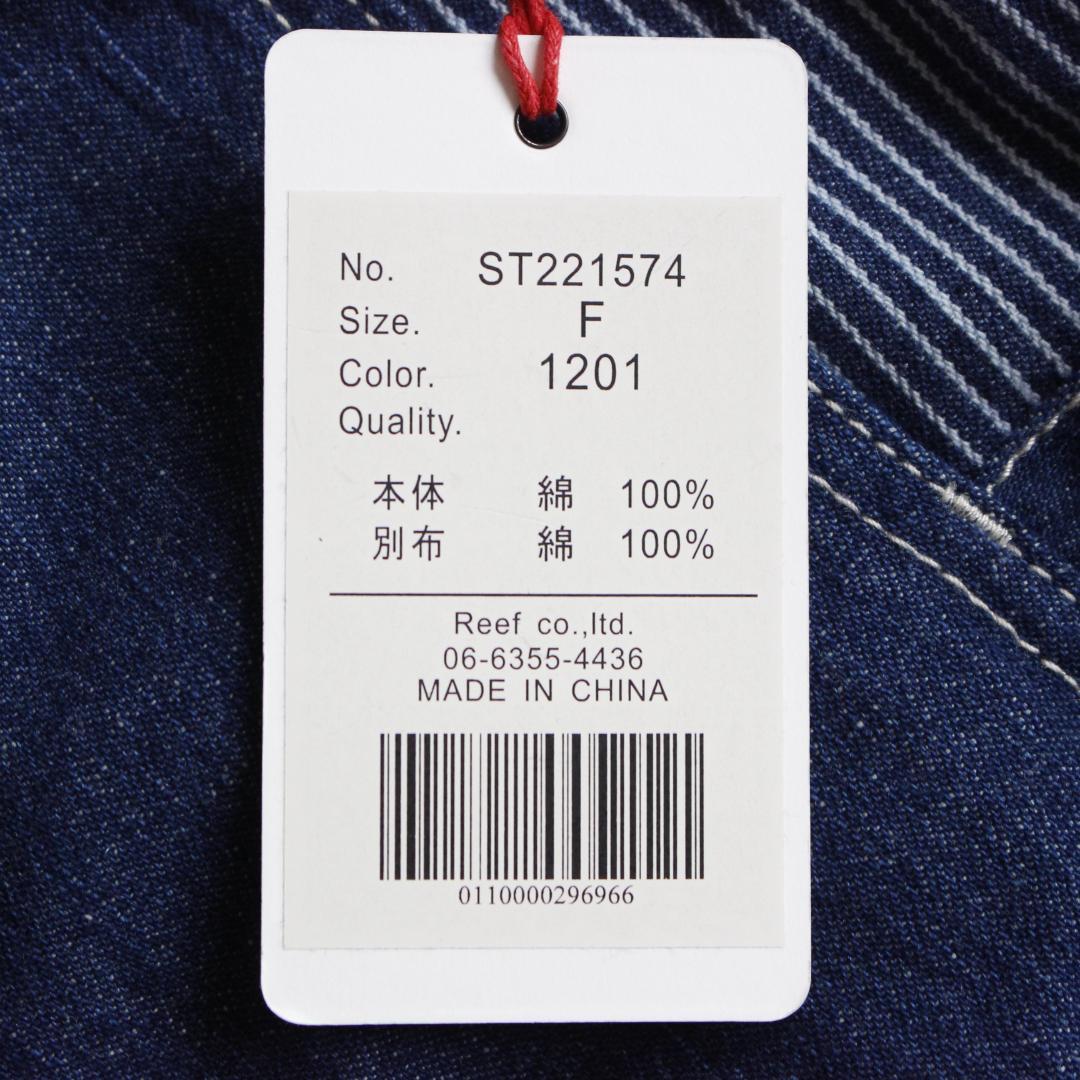 No. ST221574
Size. F
Color. 1201
Quality.
本体 綿 100%
別布 綿 100%
Reef co.,ltd.
06-6355-4436
MADE IN CHINA
0110000296966